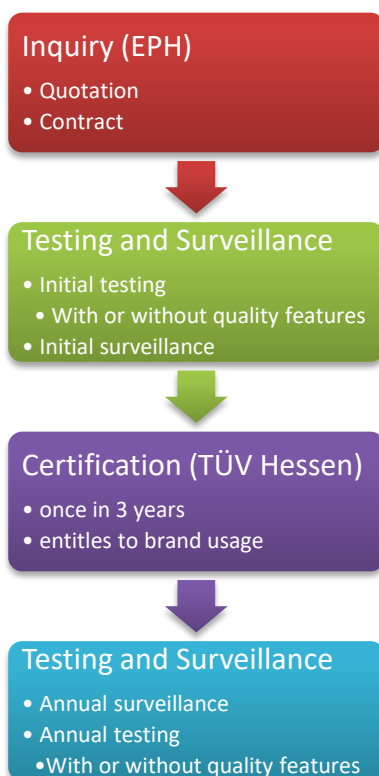 Inquiry (EPH)
• Quotation
• Contract
Testing and Surveillance
• Initial testing
• With or without quality features
• Initial surveillance
Certification (TÜV Hessen)
• once in 3 years
• entitles to brand usage
Testing and Surveillance
• Annual surveillance
• Annual testing
•With or without quality features